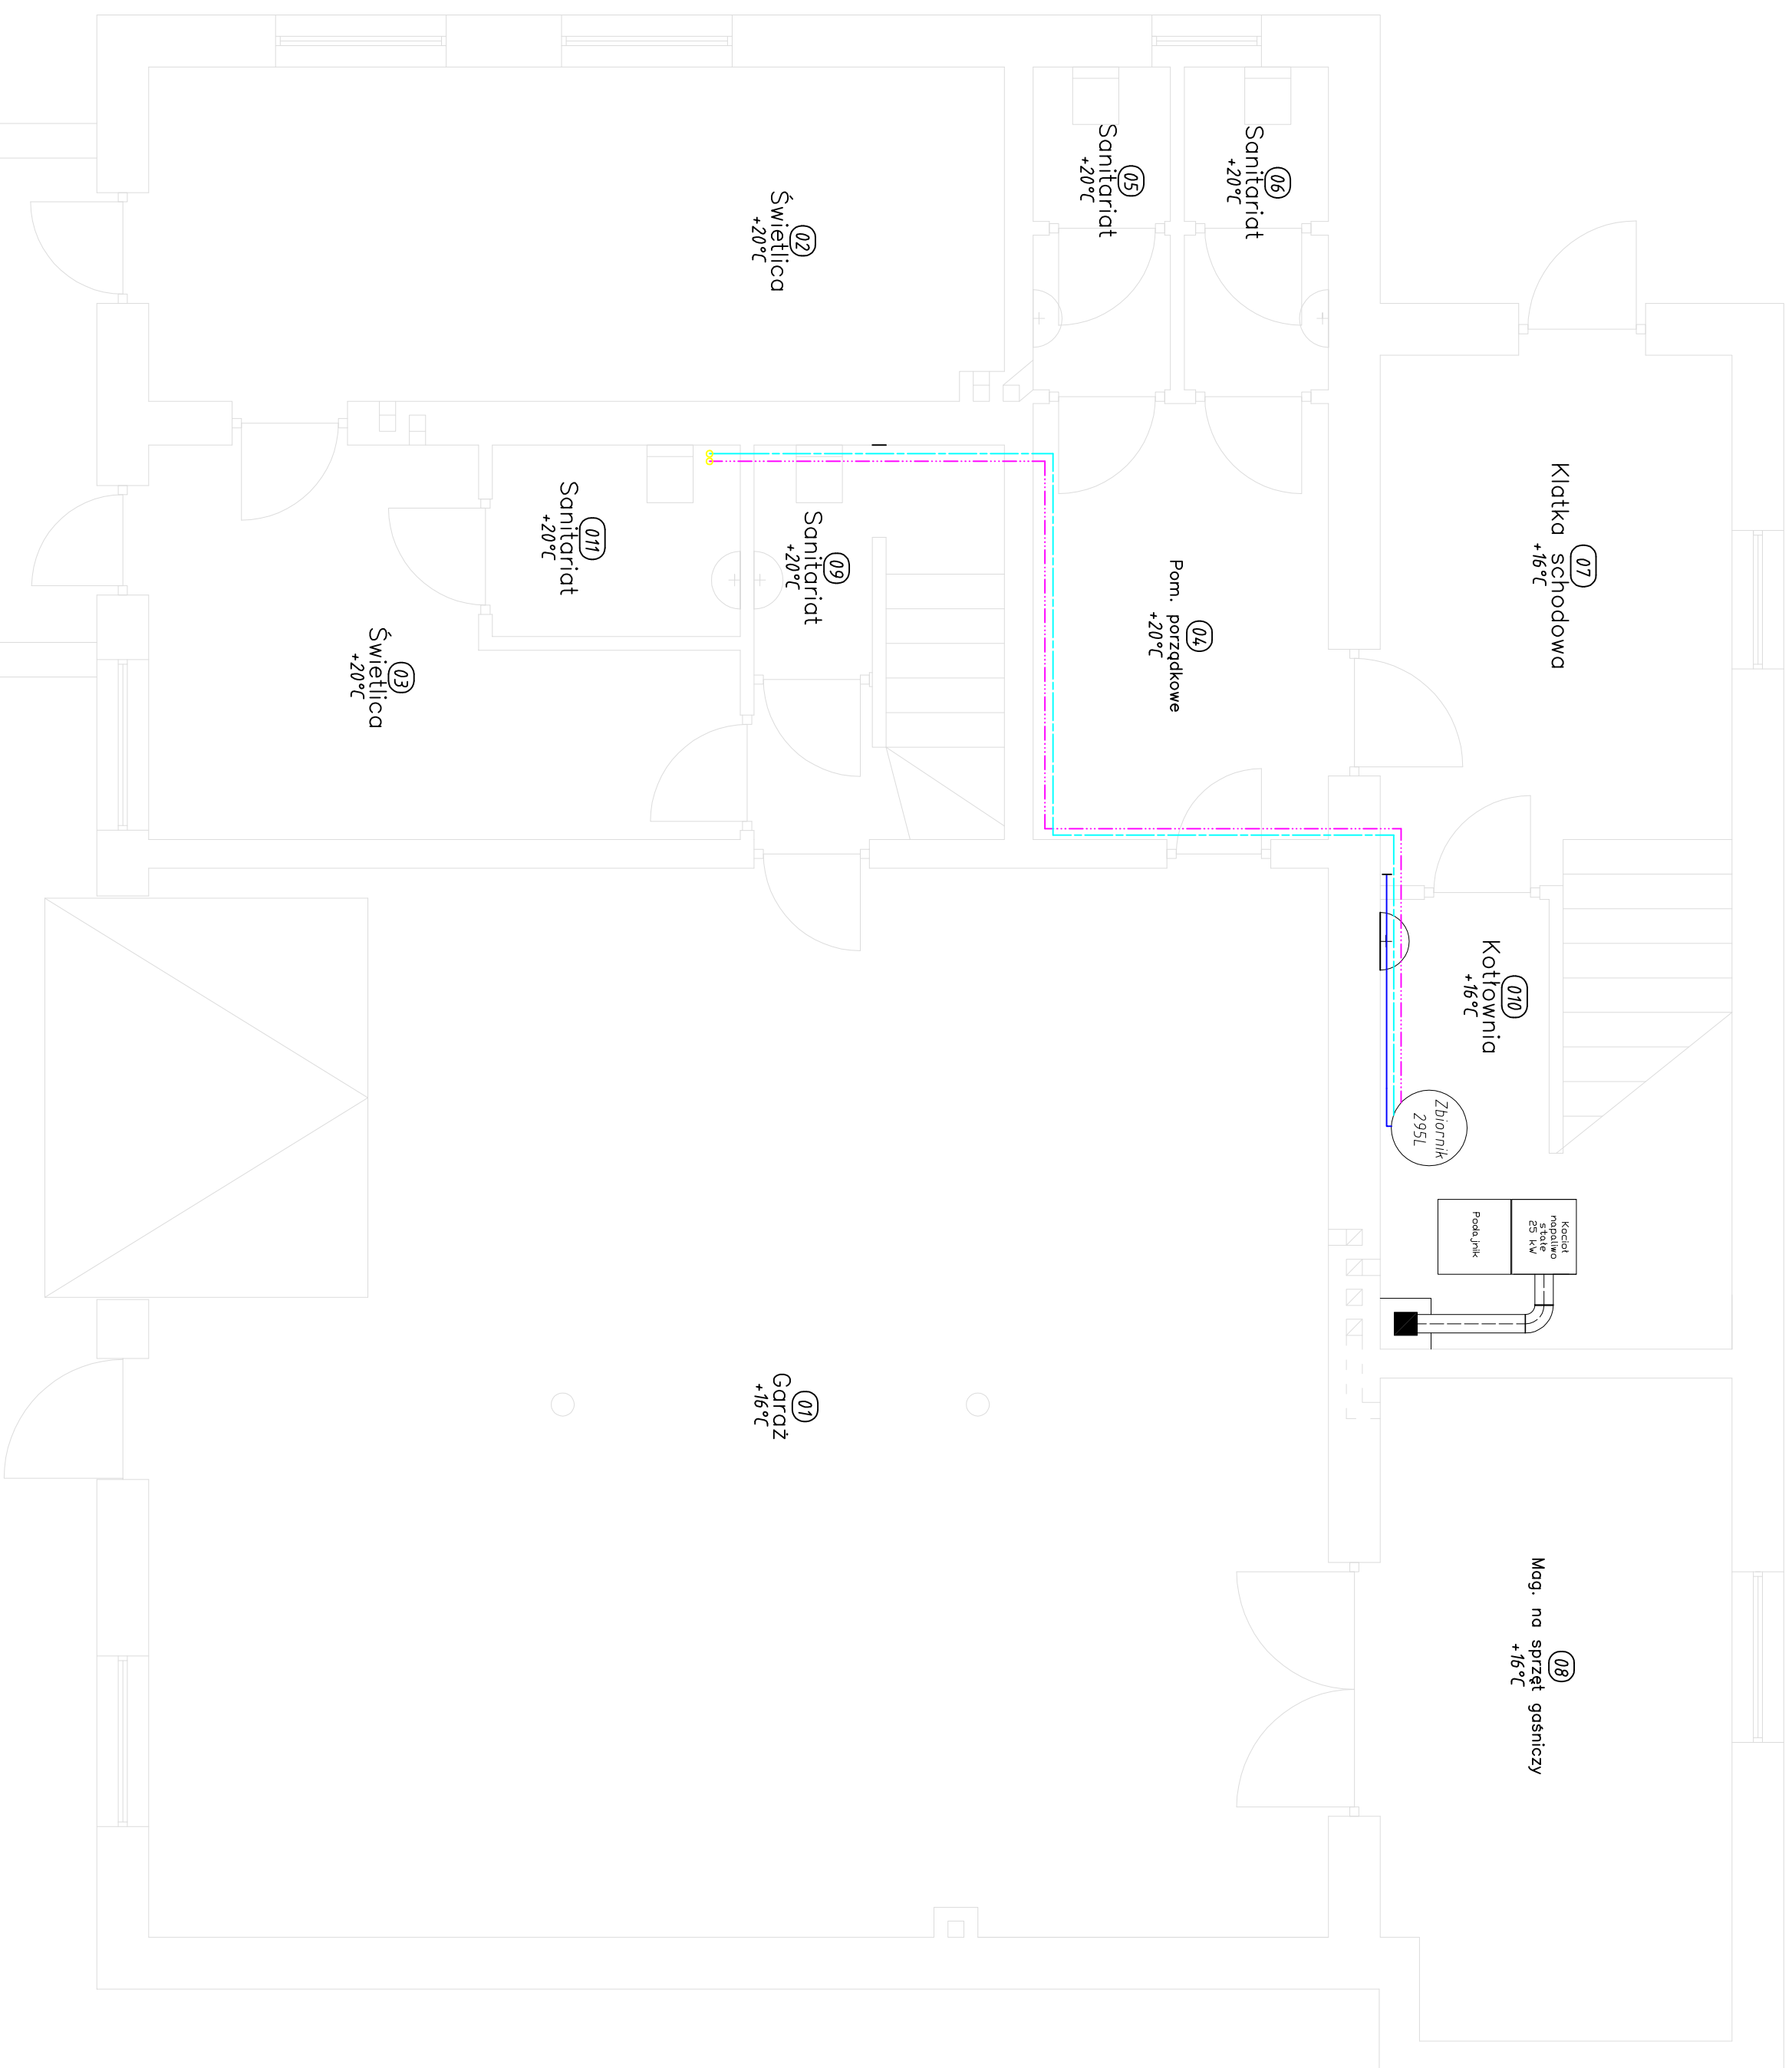 07
Klatka schodowa
+16°C
08
Mag. na sprzęt gaśniczy
+16°C
010
Kotłownia
+16°C
Kocioł
napaliwo
stałe
25 kW
Podajnik
Zbiornik
295L
06
Sanitariat
+20°C
04
Pom. porządkowe
+20°C
05
Sanitariat
+20°C
09
Sanitariat
+20°C
02
Świetlica
+20°C
01
Garaż
+16°C
011
Sanitariat
+20°C
03
Świetlica
+20°C